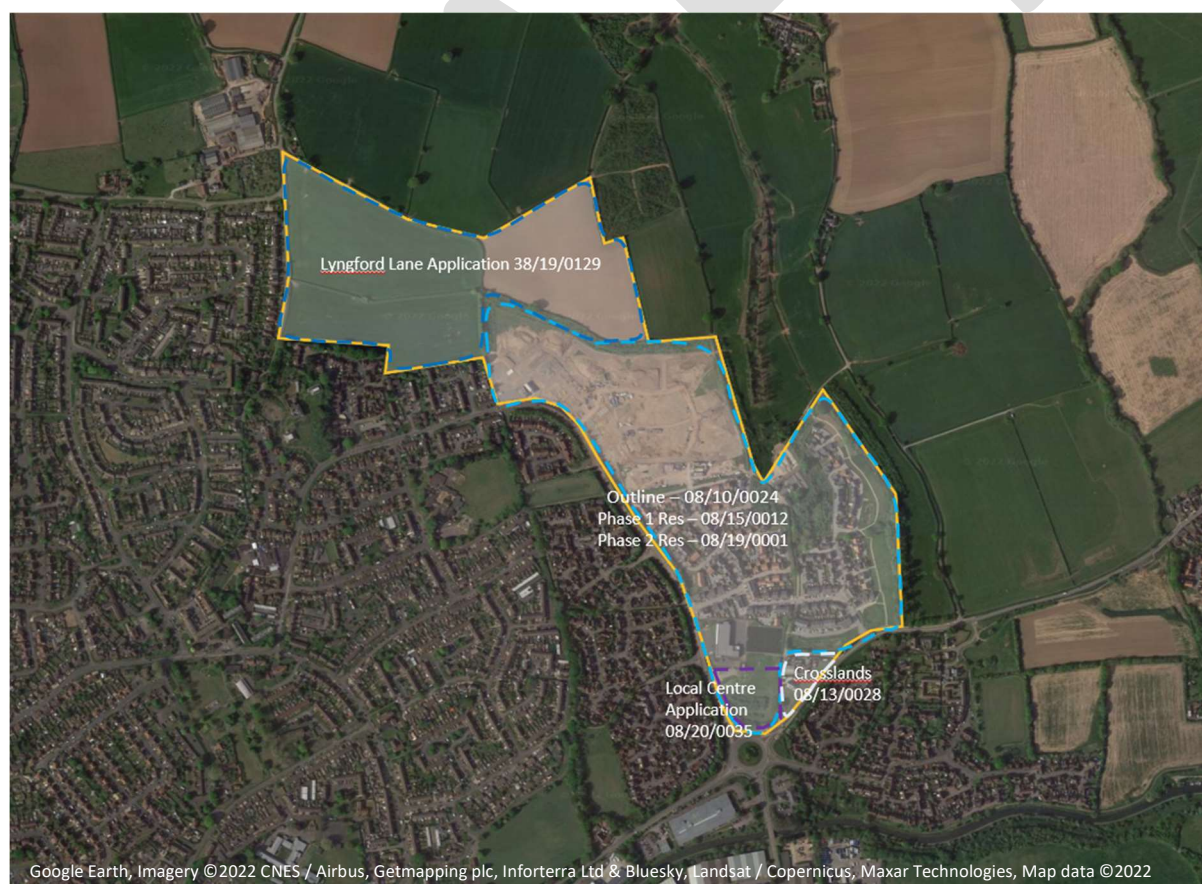 Lyngford Lane Application 38/19/0129
Outline – 08/10/0024
Phase 1 Res – 08/15/0012
Phase 2 Res – 08/19/0001
Crosslands
08/13/0028
Local Centre
Application
08/20/0035
Google Earth, Imagery ©2022 CNES / Airbus, Getmapping plc, Infoterra Ltd & Bluesky, Landsat / Copernicus, Maxar Technologies, Map data ©2022